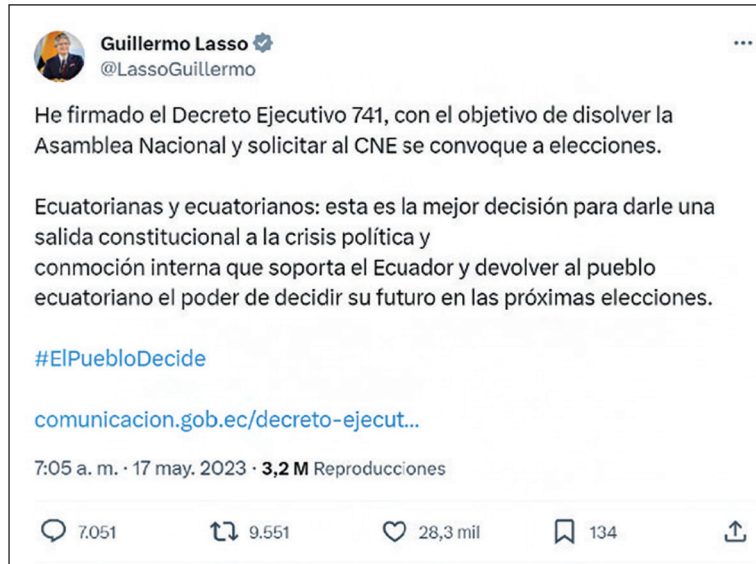 Guillermo Lasso
@LassoGuillermo
He firmado el Decreto Ejecutivo 741, con el objetivo de disolver la
Asamblea Nacional y solicitar al CNE se convoque a elecciones.
Ecuatorianas y ecuatorianos: esta es la mejor decisión para darle una
salida constitucional a la crisis política y
conmoción interna que soporta el Ecuador y devolver al pueblo
ecuatoriano el poder de decidir su futuro en las próximas elecciones.
#ElPuebloDecide
comunicacion.gob.ec/decreto-ejecut...
7:05 a. m. · 17 may. 2023 · 3,2 M Reproducciones
7.051 9.551 28,3 mil 134